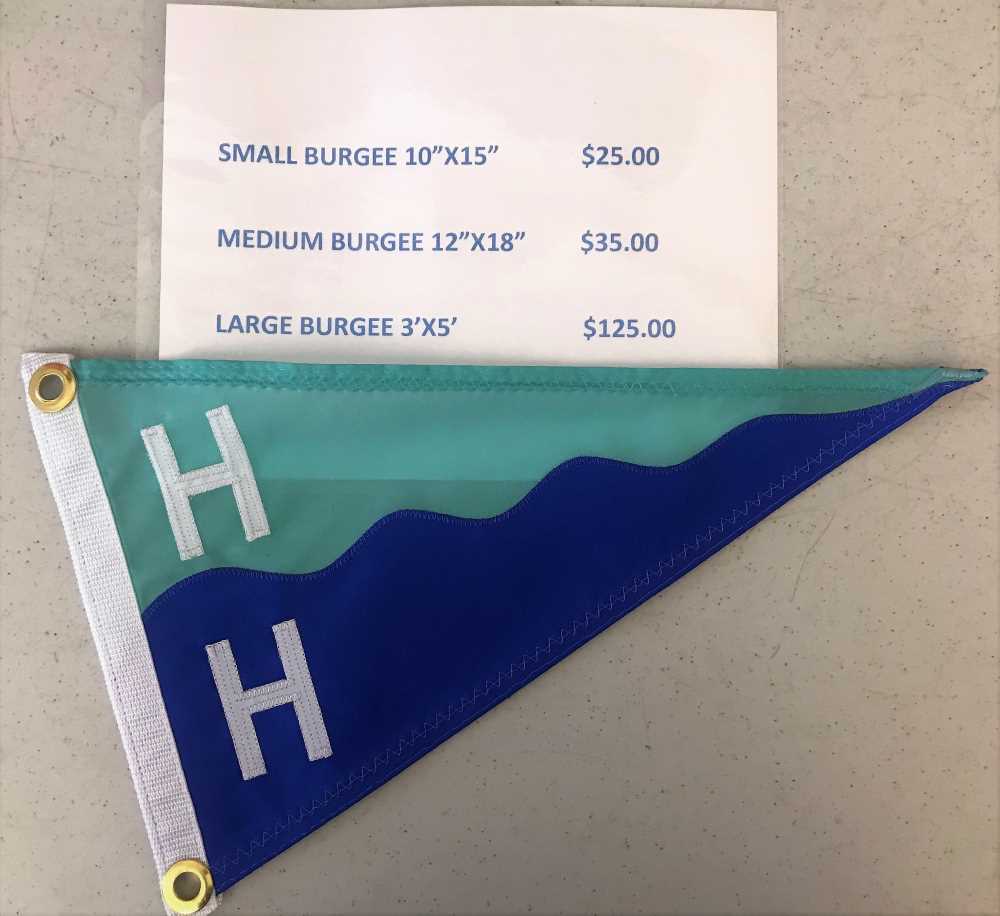 SMALL BURGEE 10”X15” $25.00
MEDIUM BURGEE 12”X18” $35.00
LARGE BURGEE 3’X5’ $125.00
H
H